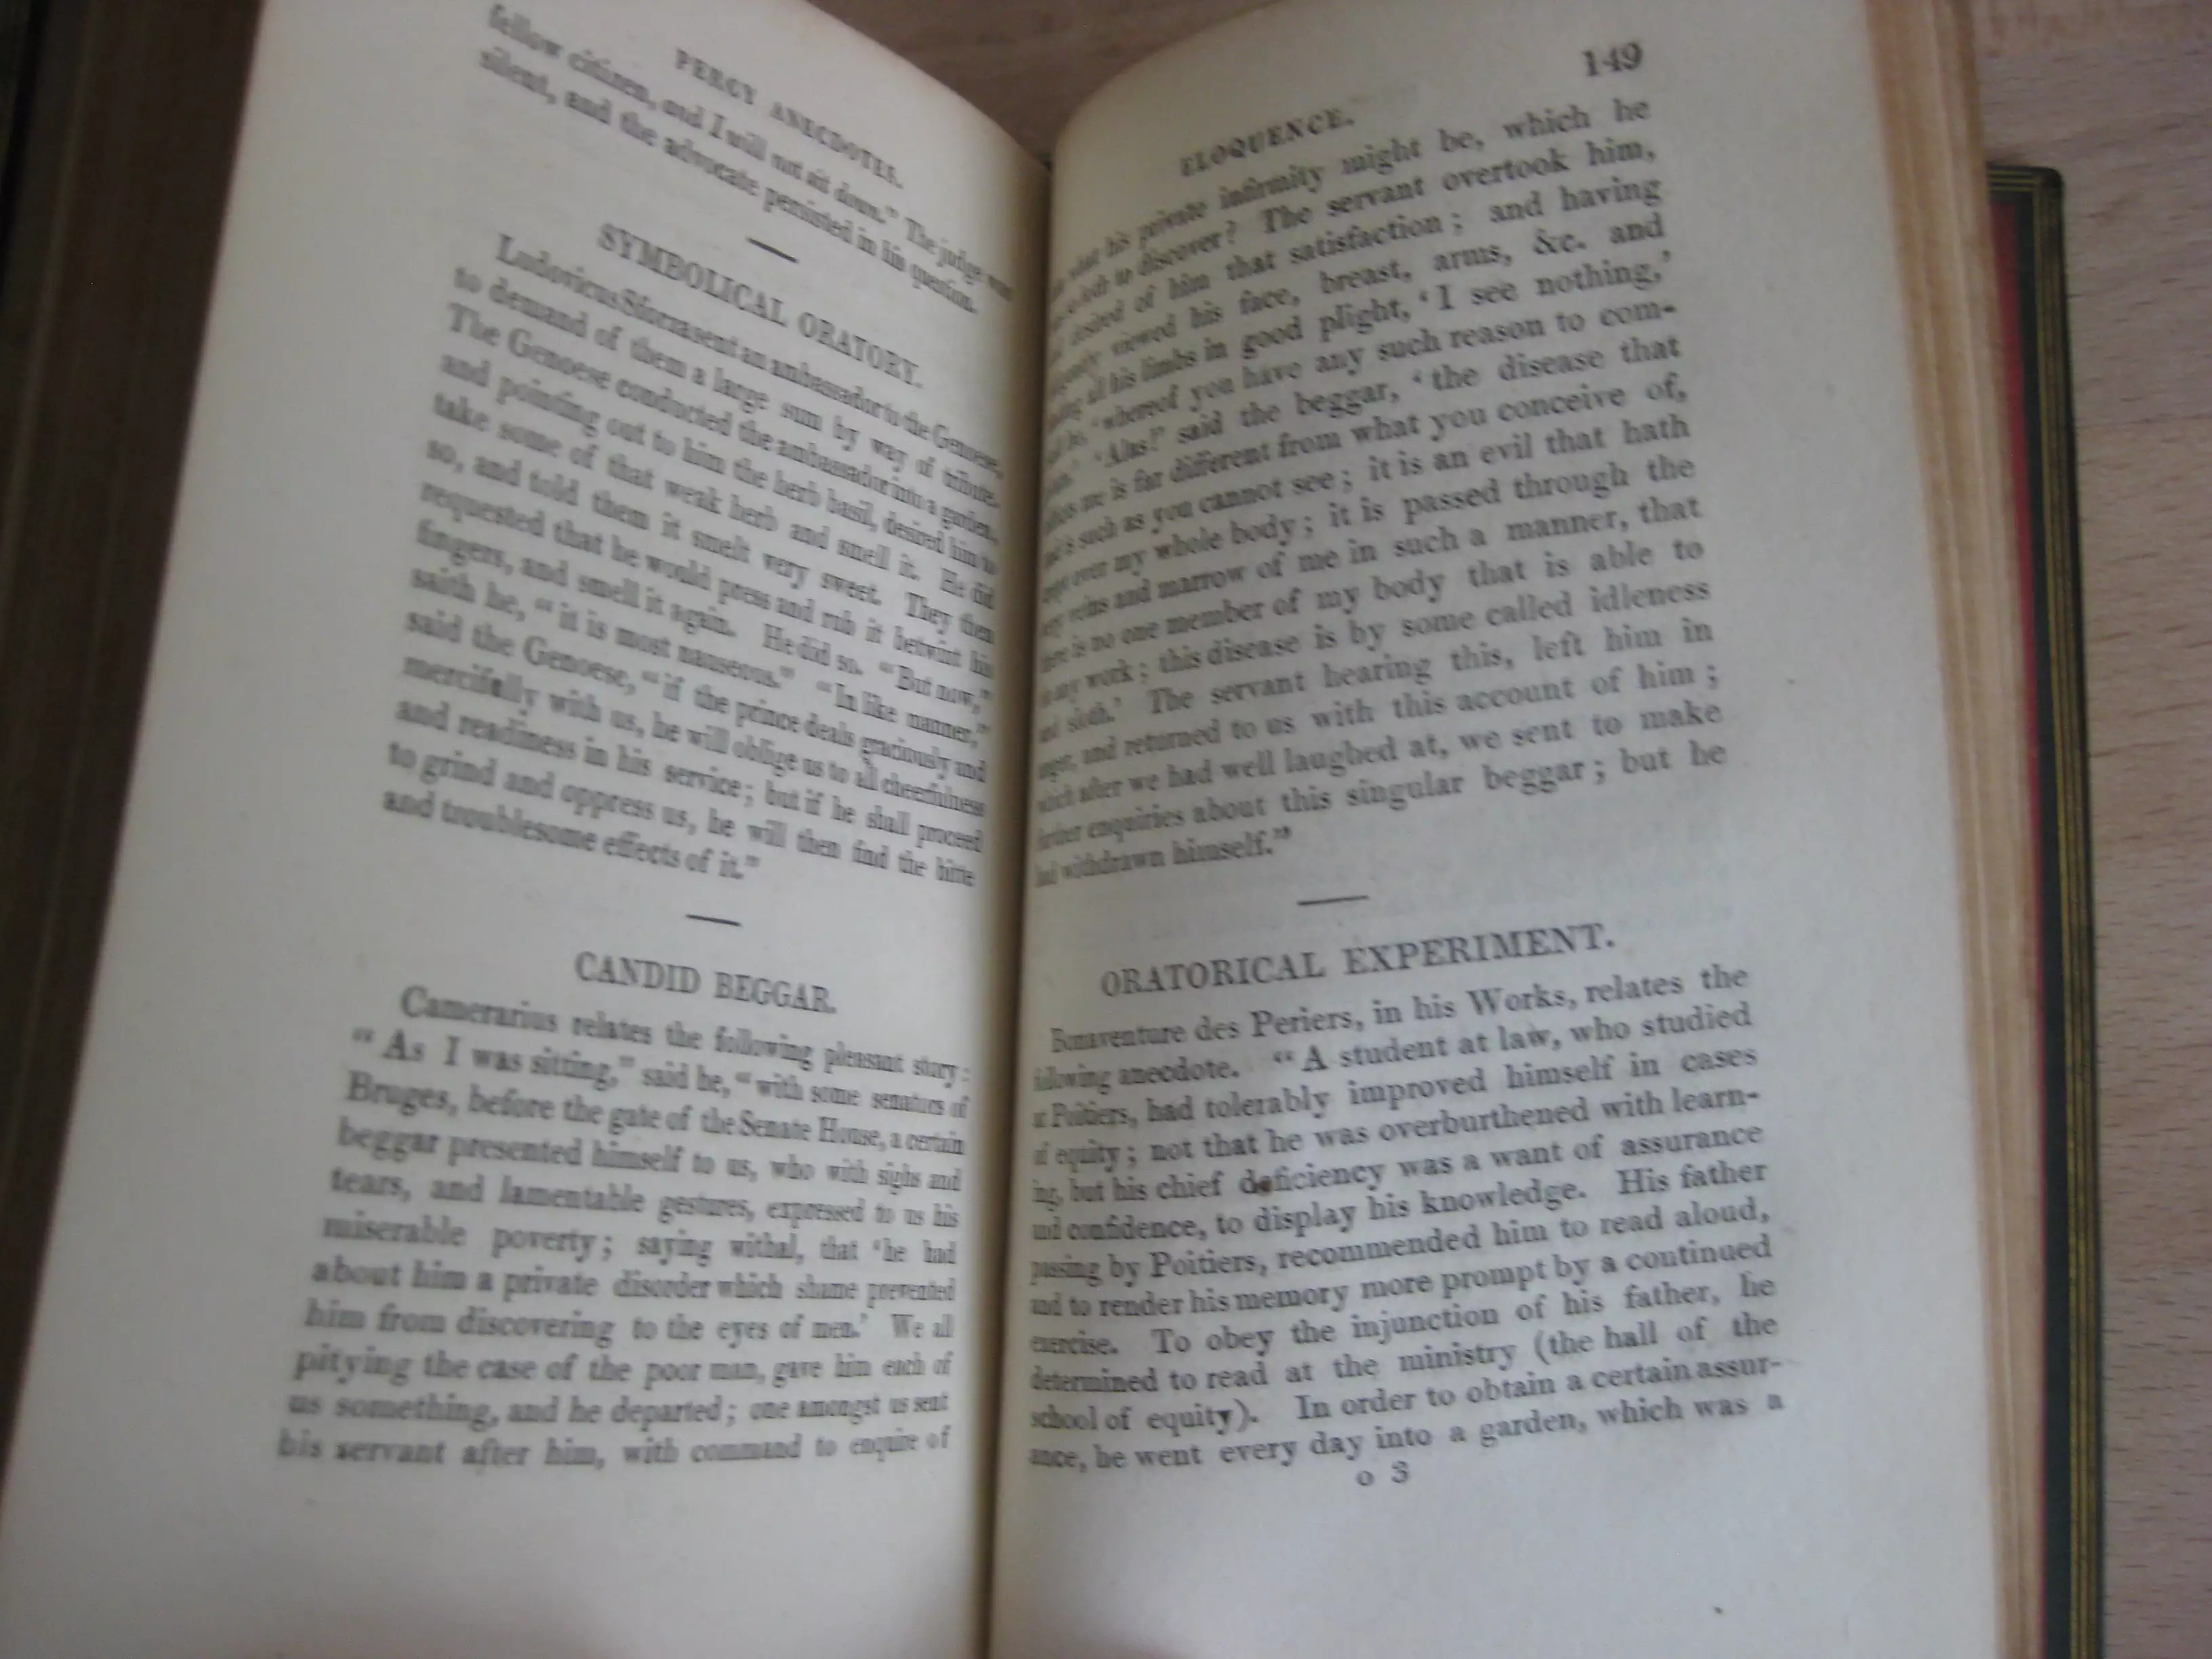 PERCY ANECDOTES.
fellow citizen, and I will not sit down." The judge was
silent, and the advocate persisted in his question.
SYMBOLICAL ORATORY.
Ludovicus Sforza sent an ambassador to the Genoese,
to demand of them a large sum by way of tribute.
The Genoese conducted the ambassador into a garden,
and pointing out to him the herb basil, desired him to
take some of that weak herb and smell it. He did
so, and told them it smelt very sweet. They then
requested that he would press and rub it betwixt his
fingers, and smell it again. He did so. "But now,"
saith he, "it is most nauseous." "In like manner,"
said the Genoese, "if the prince deals graciously and
mercifully with us, he will oblige us to all cheerfulness
and readiness in his service; but if he shall proceed
to grind and oppress us, he will then find the bitte
and troublesome effects of it."
CANDID BEGGAR.
Camerarius relates the following pleasant story:
"As I was sitting," said he, "with some senators of
Bruges, before the gate of the Senate House, a certain
beggar presented himself to us, who with sighs and
tears, and lamentable gestures, expressed to us his
miserable poverty; saying withal, that 'he had
about him a private disorder which shame prevented
him from discovering to the eyes of men.' We all
pitying the case of the poor man, gave him each of
us something, and he departed; one amongst us sent
his servant after him, with command to enquire of
149
ELOQUENCE.
what his private infirmity might be, which he
loth to discover? The servant overtook him,
desired of him that satisfaction; and having
viewed his face, breast, arms, &c. and
all his limbs in good plight, 'I see nothing,'
he, 'whereof you have any such reason to com-
'Alas!' said the beggar, 'the disease that
me is far different from what you conceive of,
such as you cannot see; it is an evil that hath
over my whole body; it is passed through the
veins and marrow of me in such a manner, that
there is no one member of my body that is able to
my work; this disease is by some called idleness
and sloth.' The servant hearing this, left him in
anger, and returned to us with this account of him;
which after we had well laughed at, we sent to make
further enquiries about this singular beggar; but he
had withdrawn himself."
ORATORICAL EXPERIMENT.
Bonaventure des Periers, in his Works, relates the
following anecdote. "A student at law, who studied
at Poitiers, had tolerably improved himself in cases
of equity; not that he was overburthened with learn-
ing, but his chief deficiency was a want of assurance
and confidence, to display his knowledge. His father
passing by Poitiers, recommended him to read aloud,
and to render his memory more prompt by a continued
exercise. To obey the injunction of his father, he
determined to read at the ministry (the hall of the
school of equity). In order to obtain a certain assur-
ance, he went every day into a garden, which was a
o 3